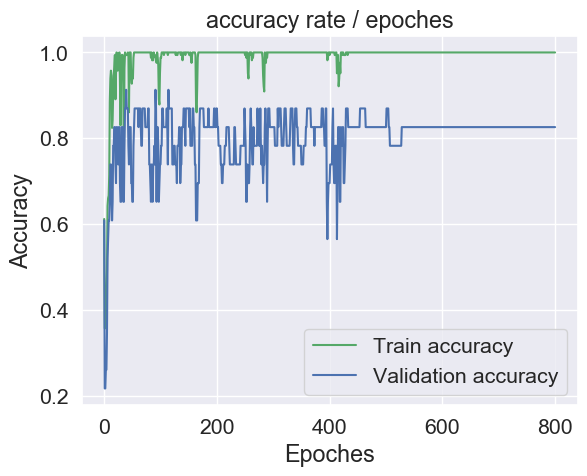 accuracy rate / epoches
1.0
0.8
0.6
0.4
0.2
Accuracy
Train accuracy
Validation accuracy
0 200 400 600 800
Epoches